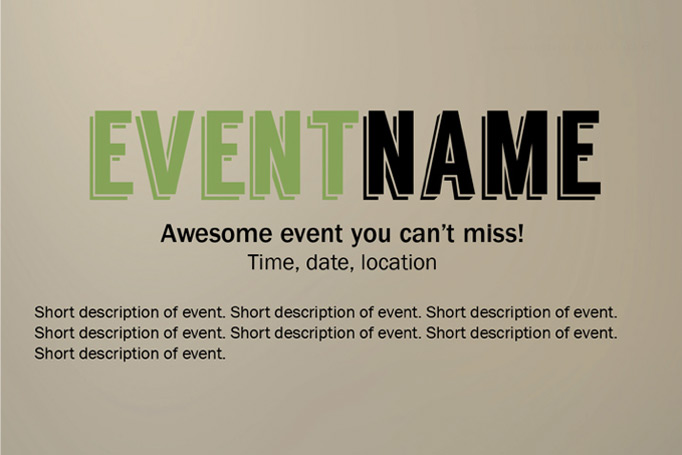 EVENTNAME
Awesome event you can't miss!
Time, date, location
Short description of event. Short description of event. Short description of event.
Short description of event. Short description of event. Short description of event.
Short description of event.